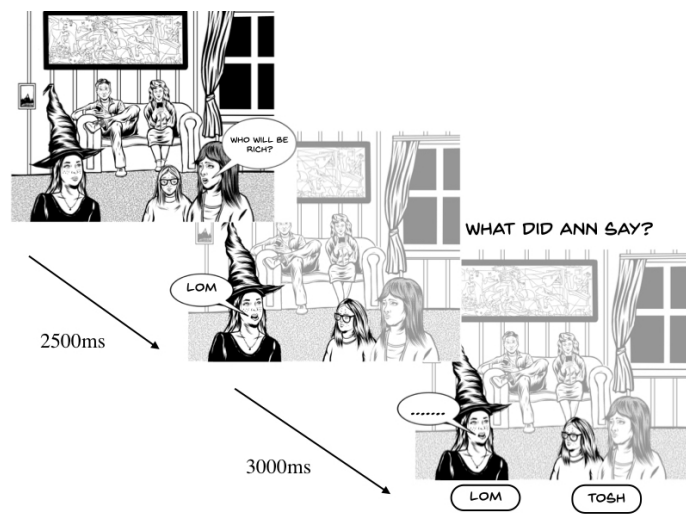 WHO WILL BE
RICH?
WHAT DID ANN SAY?
LOM
2500ms
.......
3000ms
LOM
TOSH